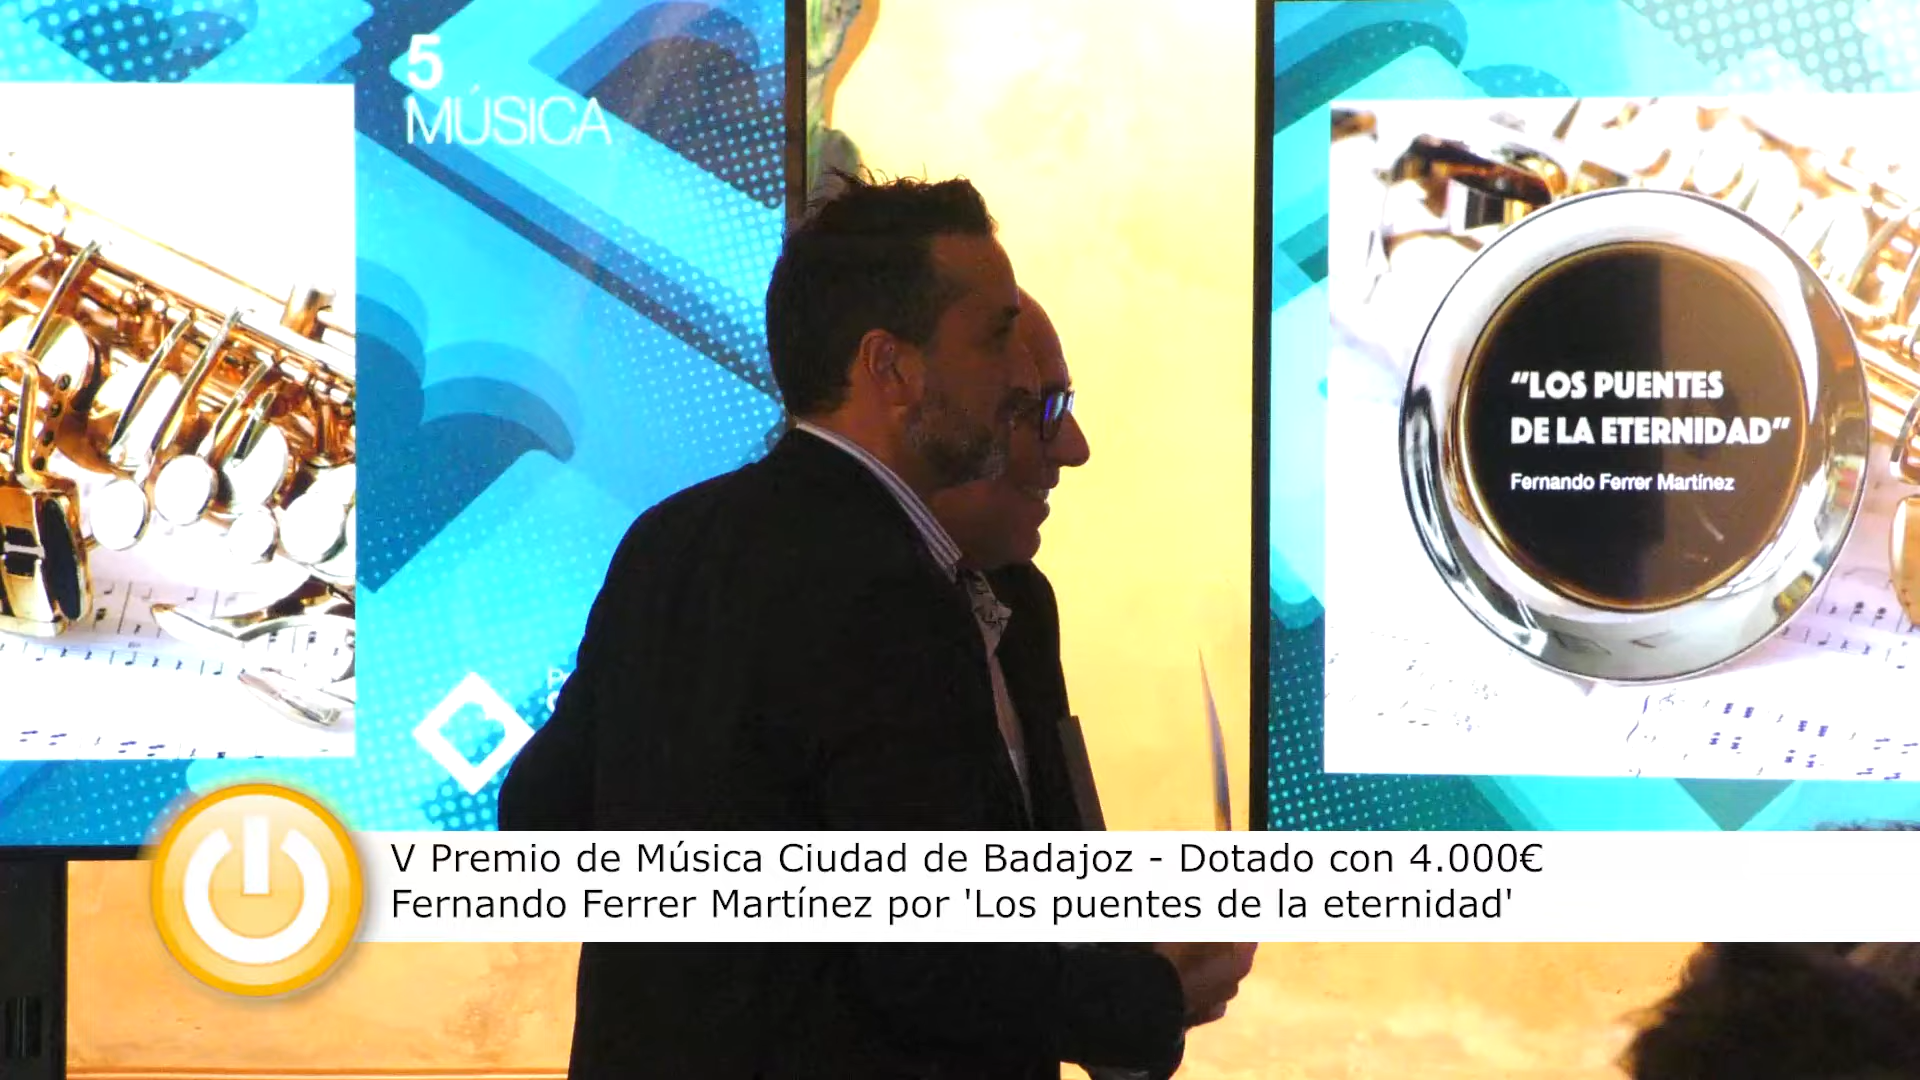 5
MÚSICA
“LOS PUENTES
DE LA ETERNIDAD”
Fernando Ferrer Martínez
V Premio de Música Ciudad de Badajoz - Dotado con 4.000€
Fernando Ferrer Martínez por 'Los puentes de la eternidad'